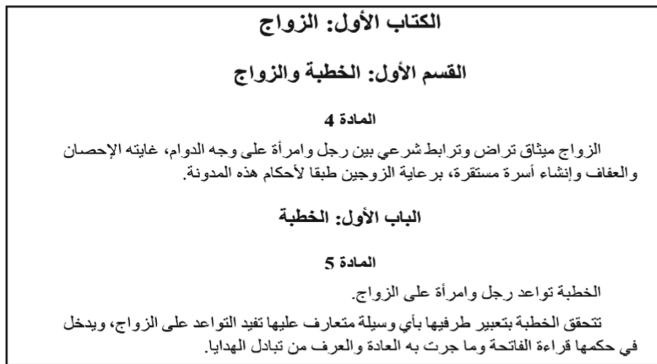 الكتاب الأول: الزواج
القسم الأول: الخطبة والزواج
المادة 4
الزواج ميثاق تراض وترابط شرعي بين رجل وامرأة على وجه الدوام، غايته الإحصان
والعفاف وإنشاء أسرة مستقرة، برعاية الزوجين طبقا لأحكام هذه المدونة.
الباب الأول: الخطبة
المادة 5
الخطبة تواعد رجل وامرأة على الزواج.
تتحقق الخطبة بتعبير طرفيها بأي وسيلة متعارف عليها تفيد التواعد على الزواج، ويدخل
في حكمها قراءة الفاتحة وما جرت به العادة والعرف من تبادل الهدايا.